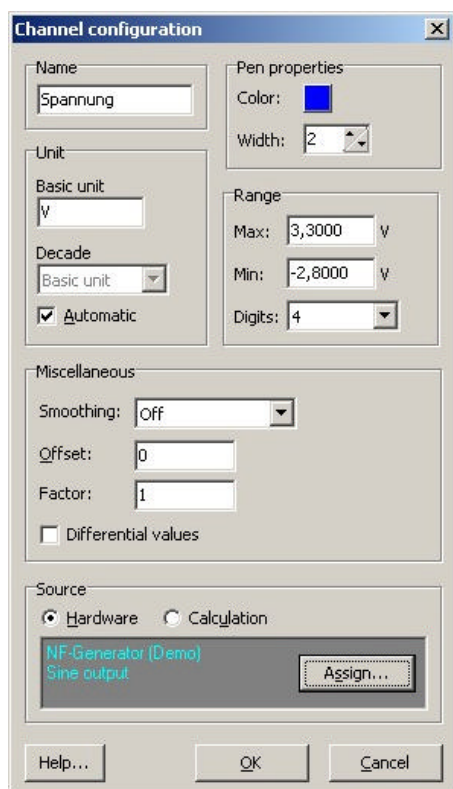 Channel configuration
Name
Spannung
Pen properties
Color:
Width: 2
Unit
Basic unit
V
Decade
Basic unit
Automatic
Range
Max: 3,3000 V
Min: -2,8000 V
Digits: 4
Miscellaneous
Smoothing: Off
Offset: 0
Factor: 1
Differential values
Source
Hardware Calculation
NF-Generator (Demo)
Sine output
Assign...
Help... OK Cancel